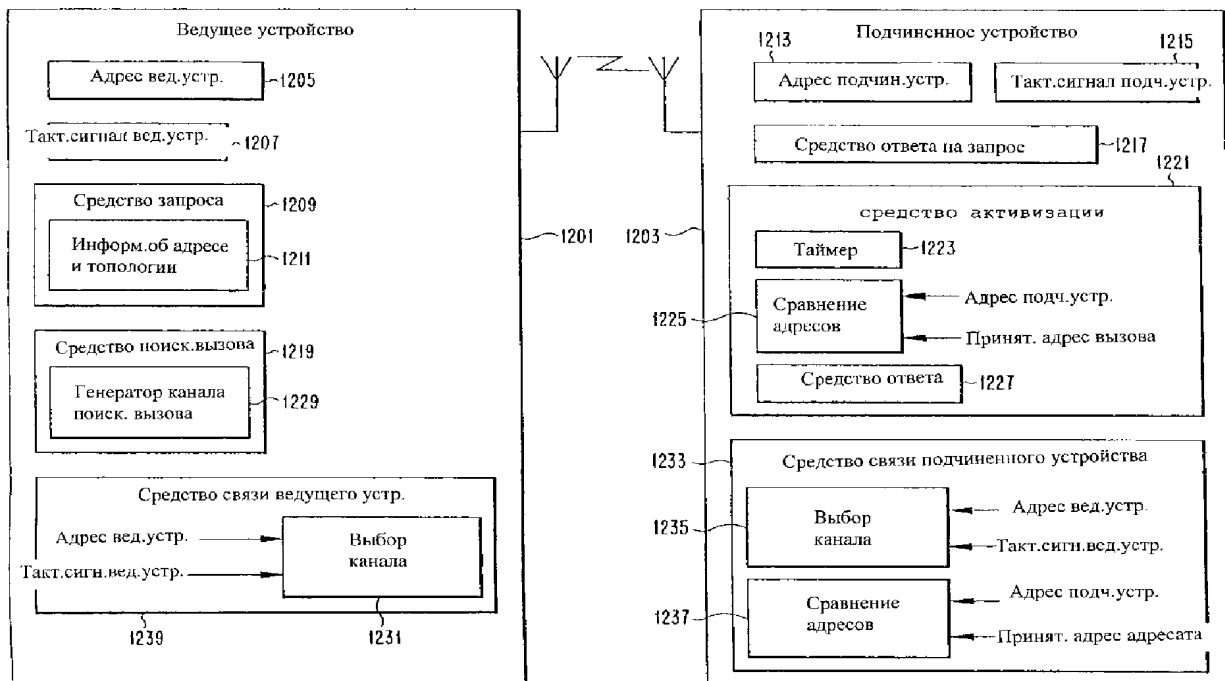 Ведущее устройство
Адрес вед.устр.
1205
Такт.сигнал вед.устр.
1207
Средство запроса
1209
Информ.об адресе
и топологии
1211
Средство поиск.вызова
1219
Генератор канала
поиск. вызова
1229
Средство связи ведущего устр.
Адрес вед.устр.
Такт.сигн.вед.устр.
Выбор
канала
1239
1231
1201
1203
Подчиненное устройство
1213
1215
Адрес подчин.устр.
Такт.сигнал подч.устр.
Средство ответа на запрос
1217
1221
средство активизации
Таймер
1223
1225
Сравнение
адресов
Адрес подч.устр.
Принят. адрес вызова
Средство ответа
1227
1233
Средство связи подчиненного устройства
1235
Выбор
канала
Адрес вед.устр.
Такт.сигн.вед.устр.
1237
Сравнение
адресов
Адрес подч.устр.
Принят. адрес адресата